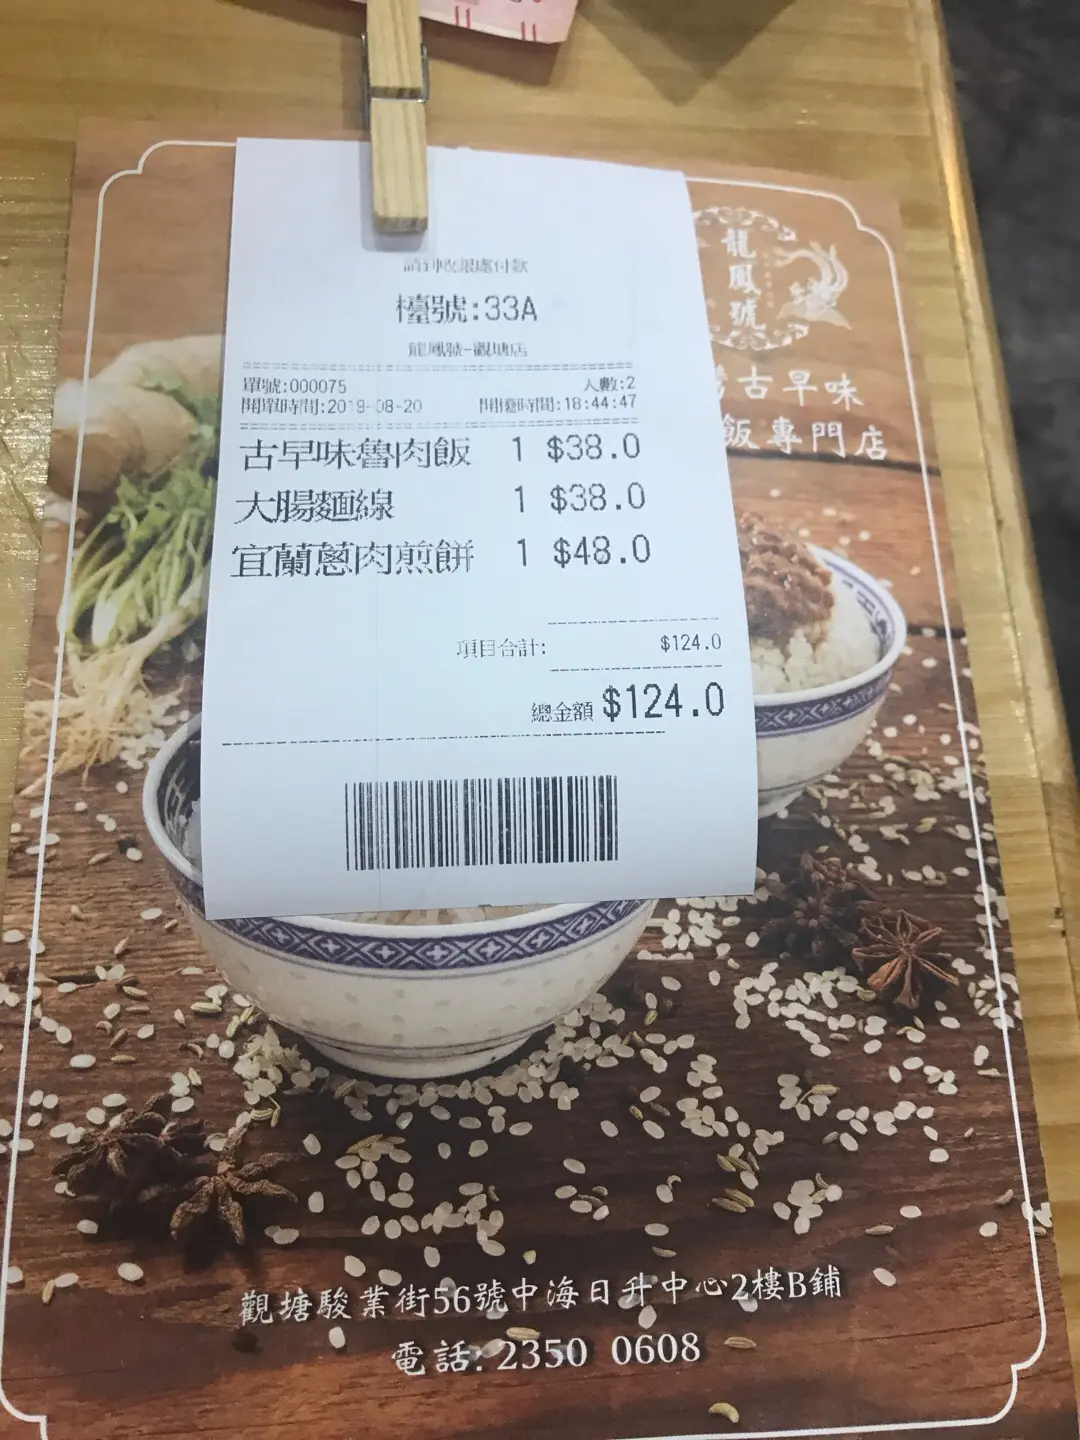 請到收銀處付款
檯號:33A
龍鳳號-觀塘店
單號:000075 人數:2
開單時間:2019-08-20 開檯時間:18:44:47
古早味魯肉飯 1 $38.0
大腸麵線 1 $38.0
宜蘭蔥肉煎餅 1 $48.0
項目合計: $124.0
總金額 $124.0
龍鳳號
古早味
飯專門店
觀塘駿業街56號中海日升中心2樓B鋪
電話: 2350 0608